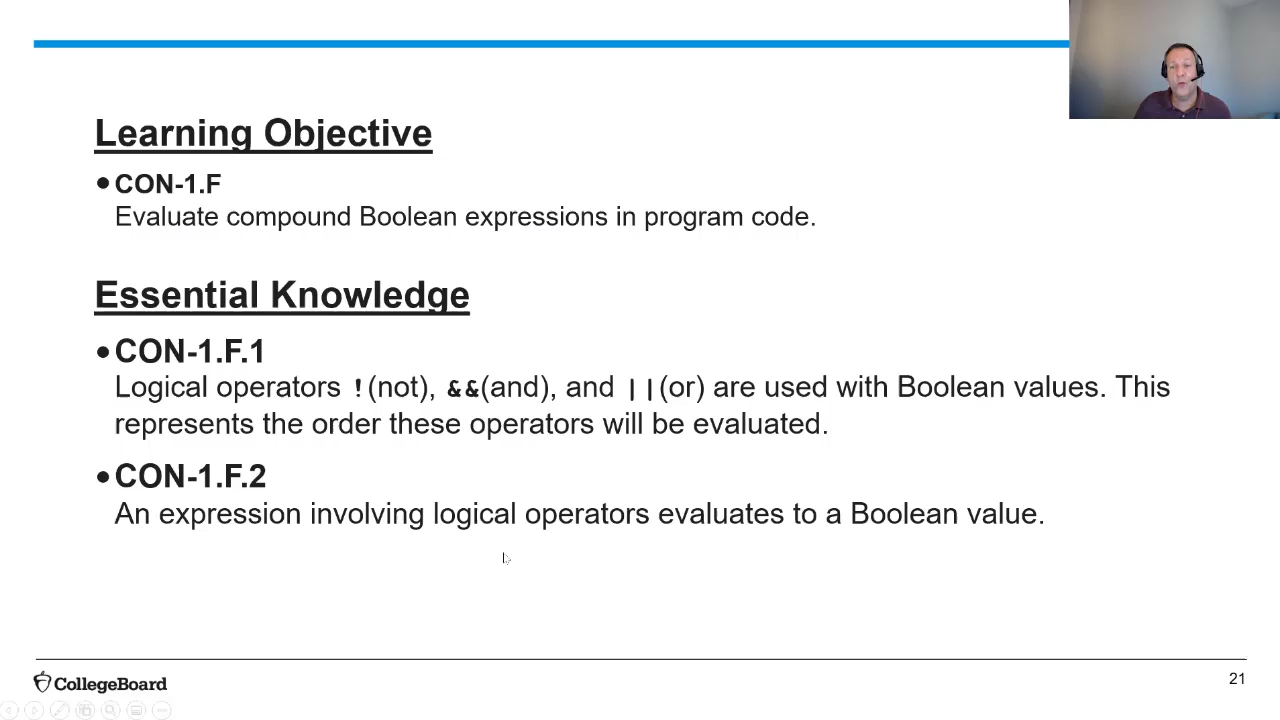 Learning Objective
• CON-1.F
Evaluate compound Boolean expressions in program code.
Essential Knowledge
• CON-1.F.1
Logical operators !(not), &&(and), and ||(or) are used with Boolean values. This
represents the order these operators will be evaluated.
• CON-1.F.2
An expression involving logical operators evaluates to a Boolean value.
CollegeBoard
21